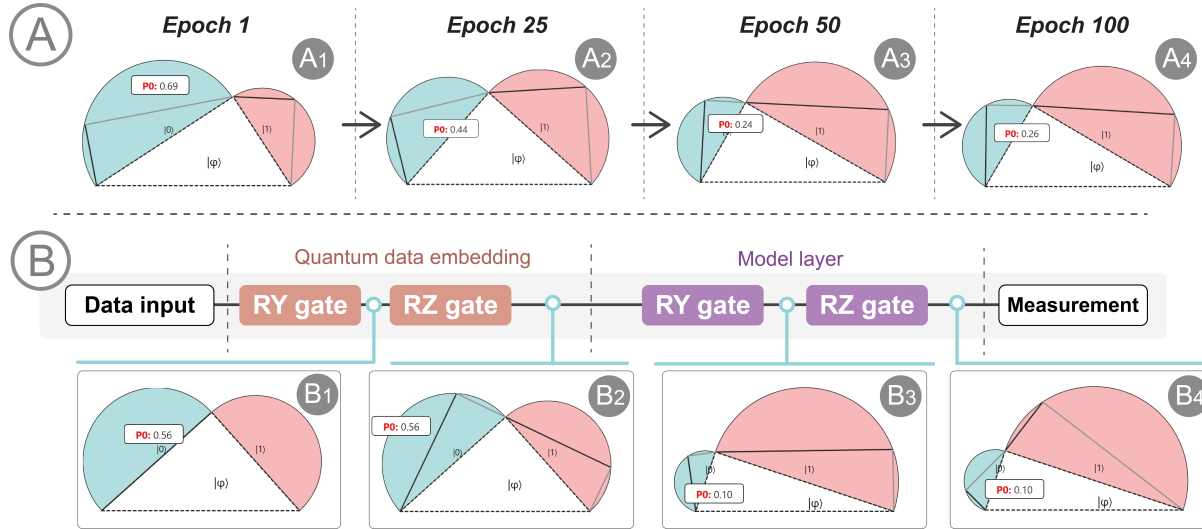 A
Epoch 1
Epoch 25
Epoch 50
Epoch 100
A1
A2
A3
A4
P0: 0.69
|0⟩
|1⟩
|φ⟩
P0: 0.44
|1⟩
|φ⟩
P0: 0.24
|1⟩
|φ⟩
P0: 0.26
|1⟩
|φ⟩
B
Quantum data embedding
Model layer
Data input
RY gate
RZ gate
RY gate
RZ gate
Measurement
B1
B2
B3
B4
P0: 0.56
|0⟩
|1⟩
|φ⟩
P0: 0.56
|0⟩
|1⟩
|φ⟩
|0⟩
|1⟩
P0: 0.10
|φ⟩
|0⟩
|1⟩
P0: 0.10
|φ⟩